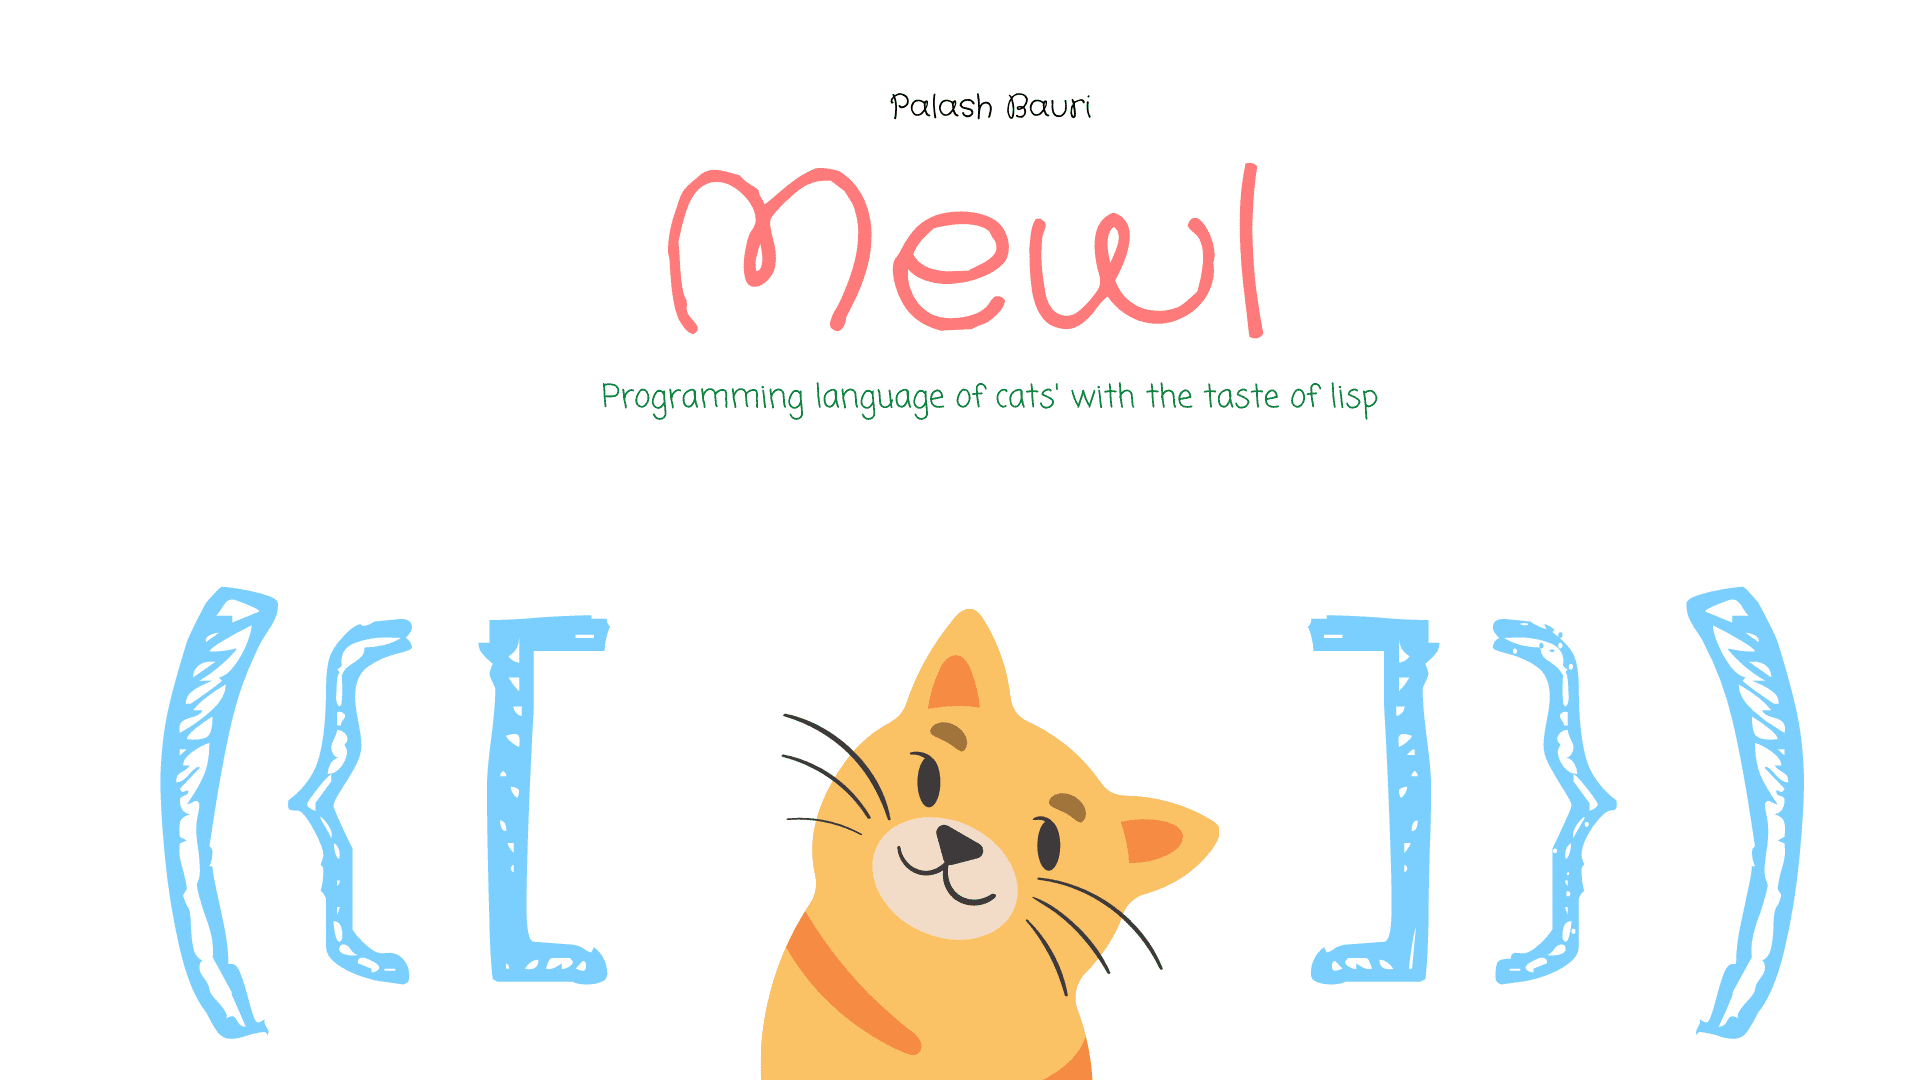 Palash Bauri
Mewl
Programming language of cats' with the taste of lisp
( { [ ] } )